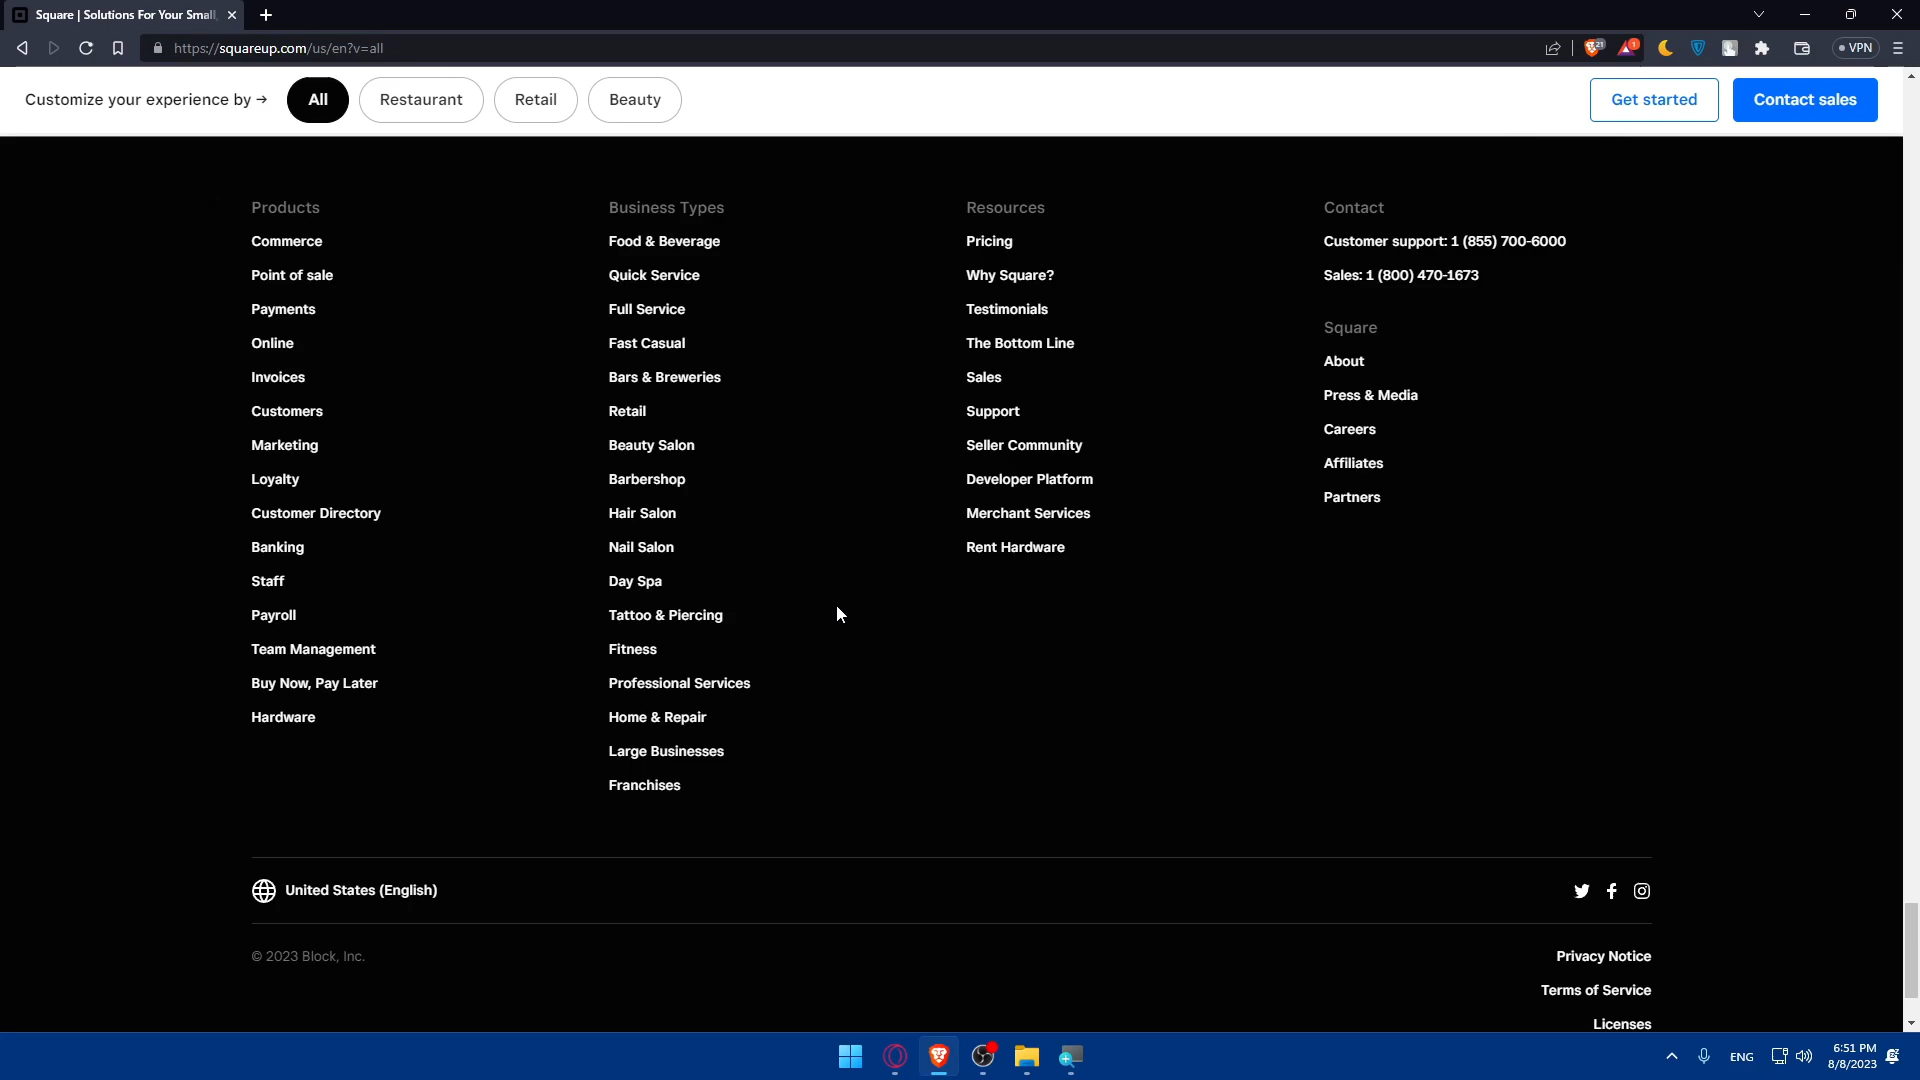 Square | Solutions For Your Small
https://squareup.com/us/en?v=all
21
1
VPN
Customize your experience by →
All
Restaurant
Retail
Beauty
Get started
Contact sales
Products
Commerce
Point of sale
Payments
Online
Invoices
Customers
Marketing
Loyalty
Customer Directory
Banking
Staff
Payroll
Team Management
Buy Now, Pay Later
Hardware
Business Types
Food & Beverage
Quick Service
Full Service
Fast Casual
Bars & Breweries
Retail
Beauty Salon
Barbershop
Hair Salon
Nail Salon
Day Spa
Tattoo & Piercing
Fitness
Professional Services
Home & Repair
Large Businesses
Franchises
Resources
Pricing
Why Square?
Testimonials
The Bottom Line
Sales
Support
Seller Community
Developer Platform
Merchant Services
Rent Hardware
Contact
Customer support: 1 (855) 700-6000
Sales: 1 (800) 470-1673
Square
About
Press & Media
Careers
Affiliates
Partners
United States (English)
© 2023 Block, Inc.
Privacy Notice
Terms of Service
Licenses
ENG
6:51 PM
8/8/2023